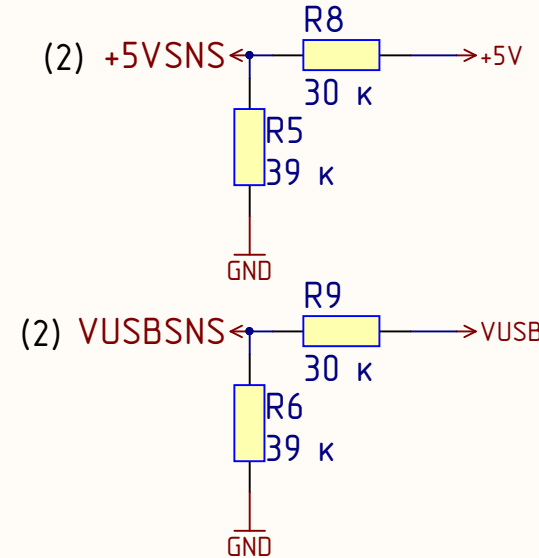 R8
(2) +5VSNS +5V
30 к
R5
39 к
GND
R9
(2) VUSBSNS VUSB
30 к
R6
39 к
GND